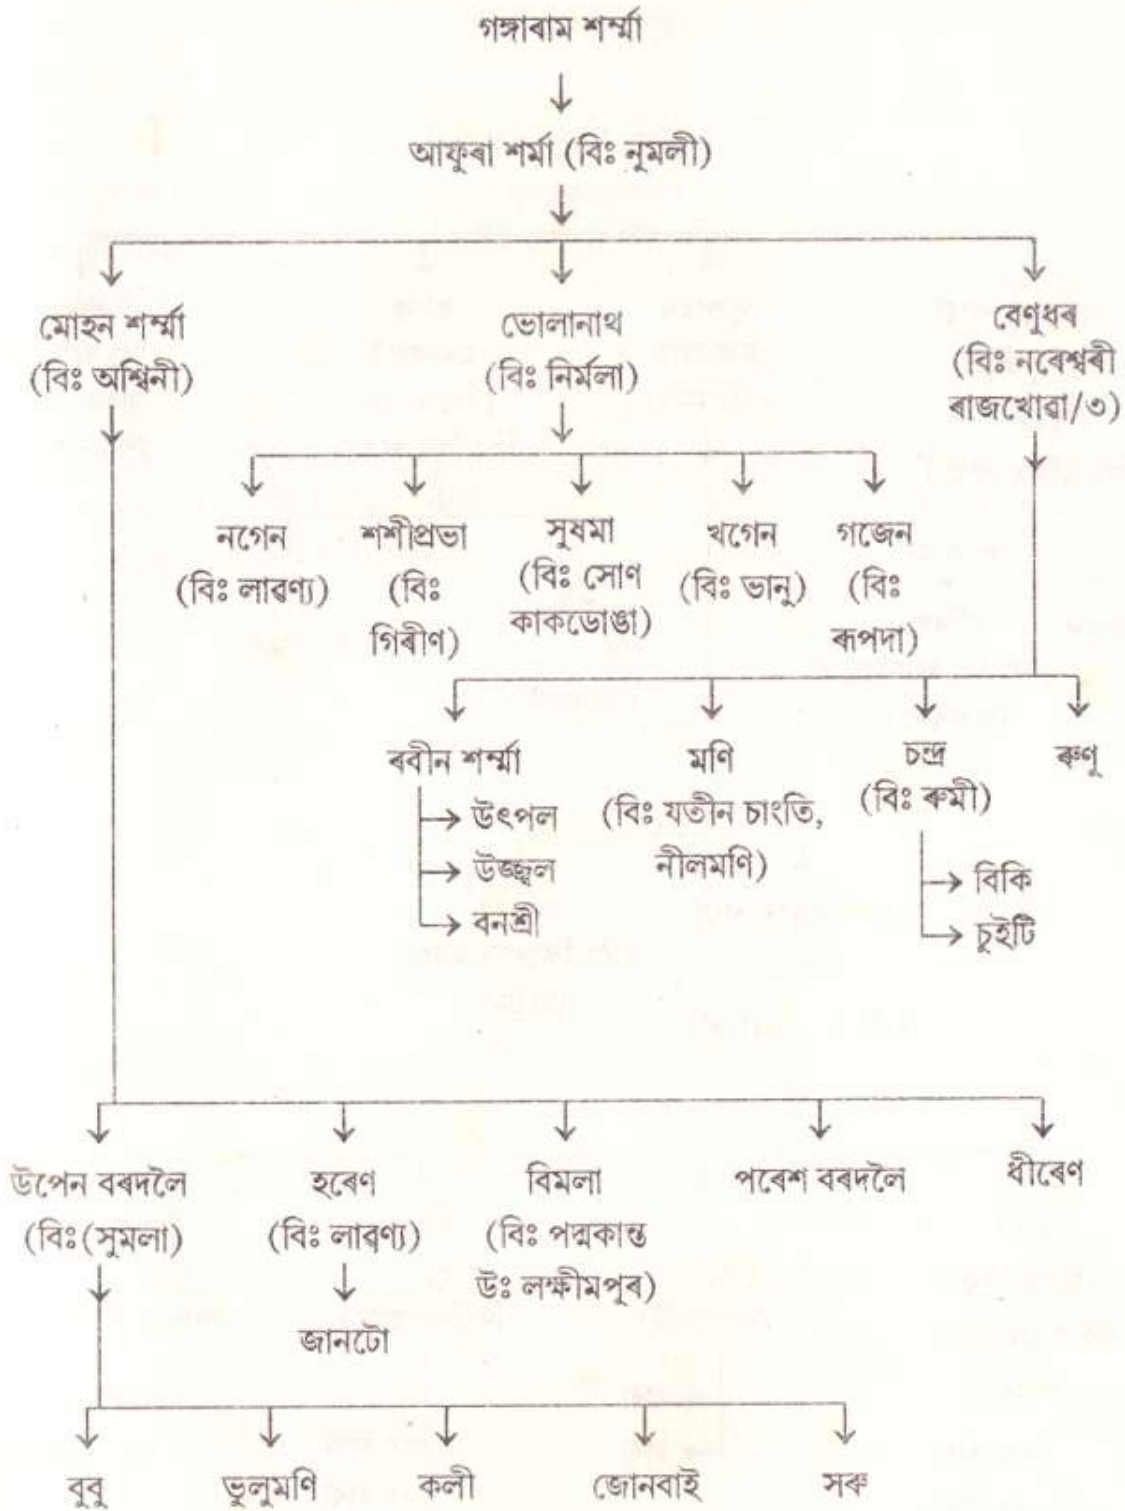 গঙ্গাৰাম শৰ্ম্মা
আফুৰা শৰ্মা (বিঃ নুমলী)
মোহন শৰ্ম্মা
(বিঃ অশ্বিনী)
ভোলানাথ
(বিঃ নিৰ্মলা)
বেণুধৰ
(বিঃ নৰেশ্বৰী
ৰাজখোৱা/৩)
নগেন
(বিঃ লাৱণ্য)
শশীপ্ৰভা
(বিঃ
গিৰীণ)
সুষমা
(বিঃ সোণ
কাকডোঙা)
খগেন
(বিঃ ভানু)
গজেন
(বিঃ
ৰূপদা)
ৰবীন শৰ্ম্মা
উৎপল
উজ্জ্বল
বনশ্ৰী
মণি
(বিঃ যতীন চাংতি,
নীলমণি)
চন্দ্ৰ
(বিঃ ৰুমী)
বিকি
চুইটি
ৰুণু
উপেন বৰদলৈ
(বিঃ(সুমলা)
হৰেণ
(বিঃ লাৱণ্য)
জানটো
বিমলা
(বিঃ পদ্মকান্ত
উঃ লক্ষীমপুৰ)
পৰেশ বৰদলৈ
ধীৰেণ
বুবু
ভুলুমণি
কলী
জোনবাই
সৰু